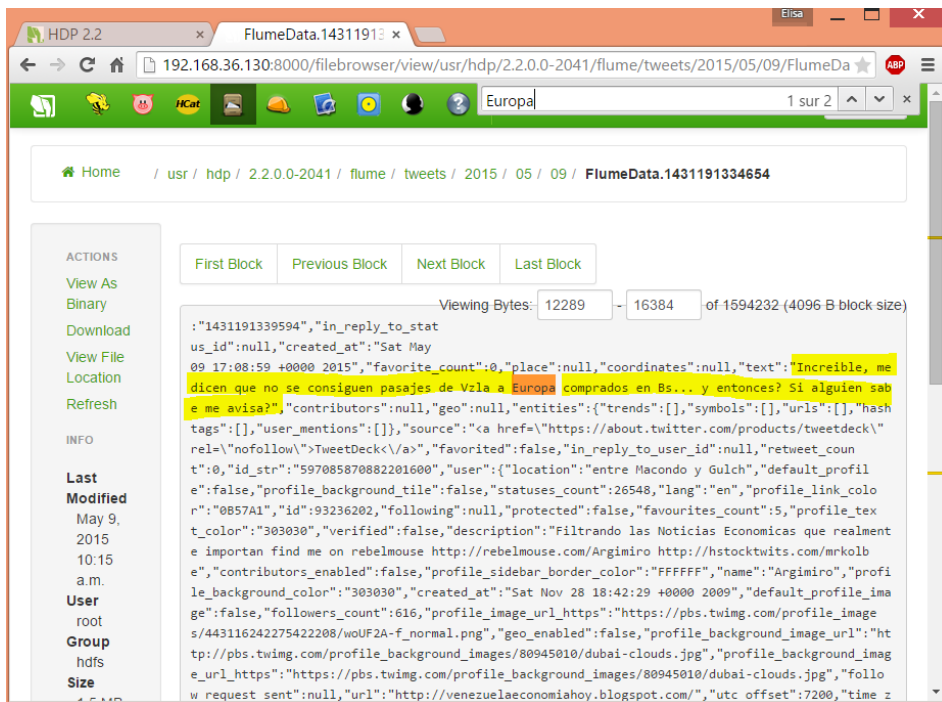 Elisa
HDP 2.2
FlumeData.14311913
192.168.36.130:8000/filebrowser/view/usr/hdp/2.2.0.0-2041/flume/tweets/2015/05/09/FlumeDa
ABP
HCat
Europa
1 sur 2
Home / usr / hdp / 2.2.0.0-2041 / flume / tweets / 2015 / 05 / 09 / FlumeData.1431191334654
ACTIONS
View As
Binary
Download
View File
Location
Refresh
INFO
Last
Modified
May 9,
2015
10:15
a.m.
User
root
Group
hdfs
Size
First Block Previous Block Next Block Last Block
Viewing Bytes: 12289 - 16384 of 1594232 (4096 B block size)
:"1431191339594","in_reply_to_stat
us_id":null,"created_at":"Sat May
09 17:08:59 +0000 2015","favorite_count":0,"place":null,"coordinates":null,"text":"Increible, me
dicen que no se consiguen pasajes de Vzla a Europa comprados en Bs... y entonces? Si alguien sab
e me avisa?","contributors":null,"geo":null,"entities":{"trends":[],"symbols":[],"urls":[],"hash
tags":[],"user_mentions":[]},"source":"<a href=\"https://about.twitter.com/products/tweetdeck\"
rel=\"nofollow\">TweetDeck<\/a>","favorited":false,"in_reply_to_user_id":null,"retweet_coun
t":0,"id_str":"597085870882201600","user":{"location":"entre Macondo y Gulch","default_profil
e":false,"profile_background_tile":false,"statuses_count":26548,"lang":"en","profile_link_colo
r":"0B57A1","id":93236202,"following":null,"protected":false,"favourites_count":5,"profile_tex
t_color":"303030","verified":false,"description":"Filtrando las Noticias Economicas que realment
e importan find me on rebelmouse http://rebelmouse.com/Argimiro http://hstocktwits.com/mrkolb
e","contributors_enabled":false,"profile_sidebar_border_color":"FFFFFF","name":"Argimiro","profi
le_background_color":"303030","created_at":"Sat Nov 28 18:42:29 +0000 2009","default_profile_ima
ge":false,"followers_count":616,"profile_image_url_https":"https://pbs.twimg.com/profile_image
s/443116242275422208/woUF2A-f_normal.png","geo_enabled":false,"profile_background_image_url":"ht
tp://pbs.twimg.com/profile_background_images/80945010/dubai-clouds.jpg","profile_background_imag
e_url_https":"https://pbs.twimg.com/profile_background_images/80945010/dubai-clouds.jpg","follow
w_request_sent":null,"url":"http://venezuelaeconomiahoy.blogspot.com/","utc_offset":7200,"time_z